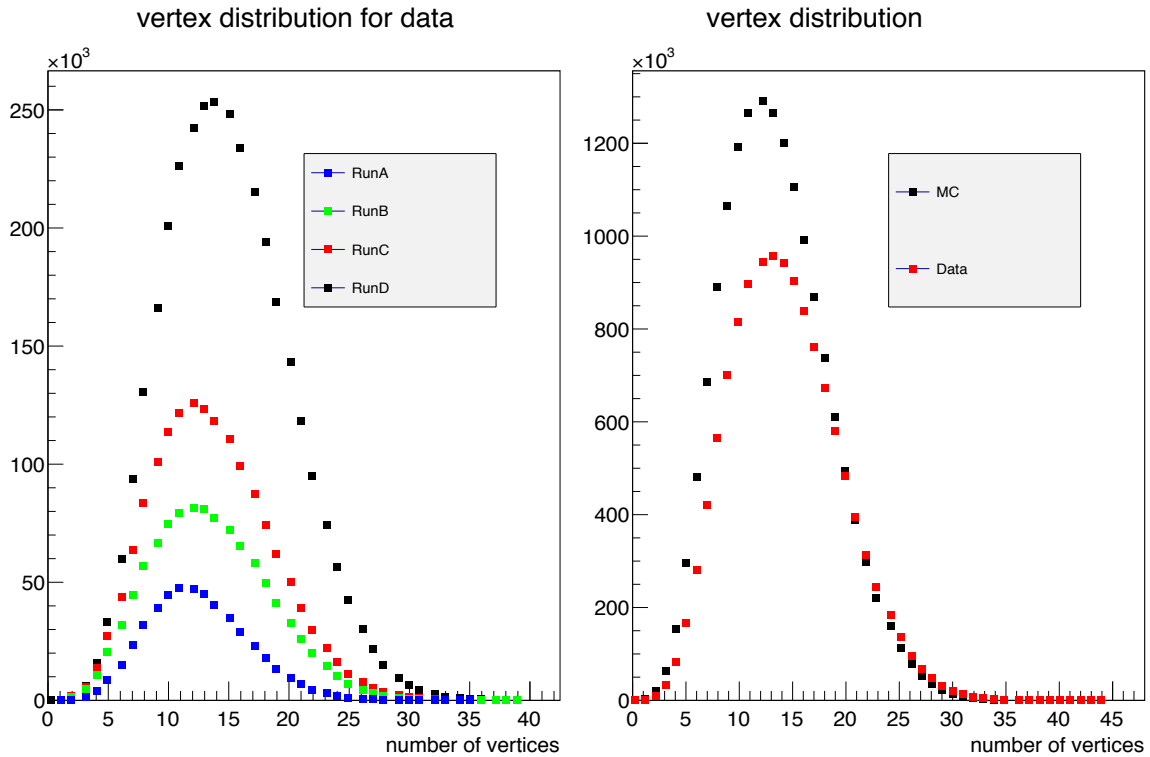 vertex distribution for data
×10³
250
200
150
100
50
0
0 5 10 15 20 25 30 35 40
number of vertices
RunA
RunB
RunC
RunD
vertex distribution
×10³
1200
1000
800
600
400
200
0
0 5 10 15 20 25 30 35 40 45
number of vertices
MC
Data